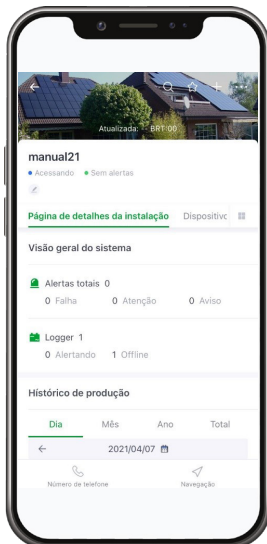 Atualizada: -- BRT:00
manual21
Acessando Sem alertas
Página de detalhes da instalação Dispositivo
Visão geral do sistema
Alertas totais 0
0 Falha 0 Atenção 0 Aviso
Logger 1
0 Alertando 1 Offline
Hístórico de produção
Dia Mês Ano Total
2021/04/07
Número de telefone Navegação